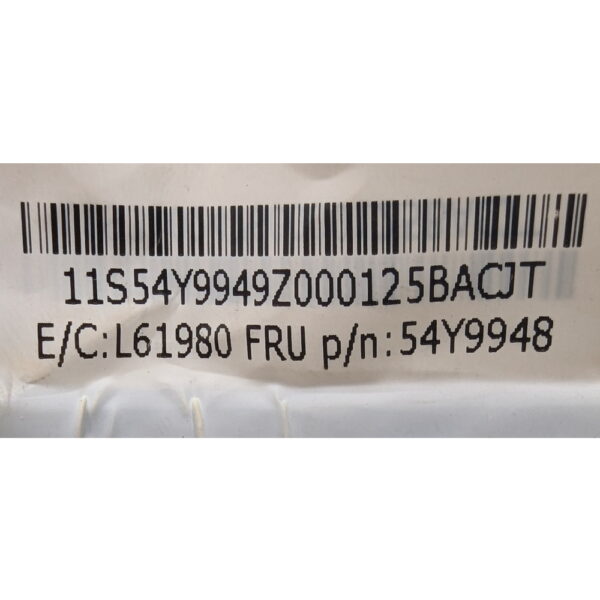 11S54Y9949Z000125BACJT
E/C:L61980 FRU p/n:54Y9948